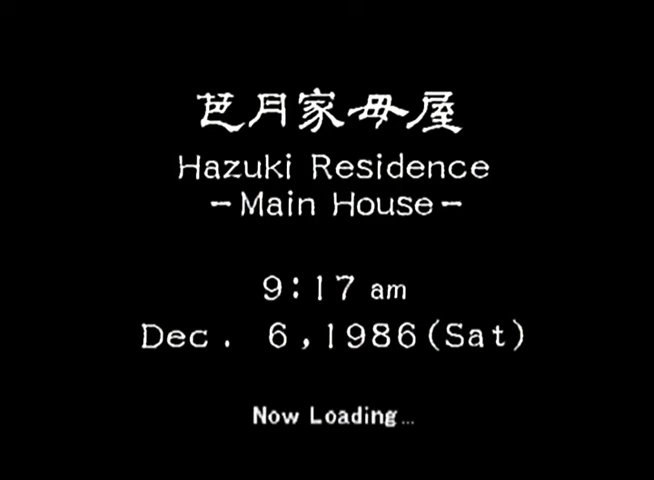 芭月家母屋
Hazuki Residence
-Main House-
9:17 am
Dec. 6,1986(Sat)
Now Loading...